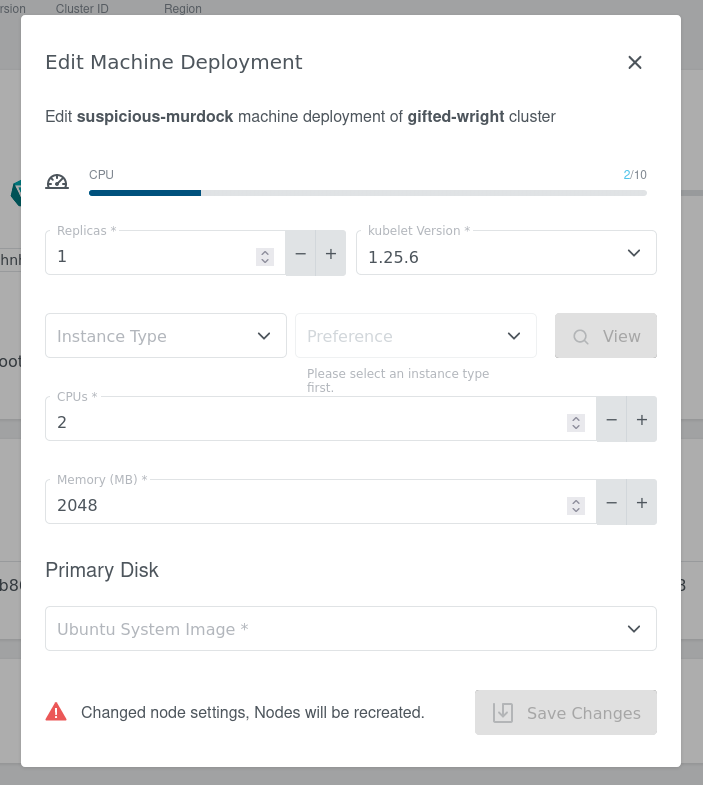 rsion Cluster ID Region
Edit Machine Deployment
Edit suspicious-murdock machine deployment of gifted-wright cluster
CPU 2/10
Replicas * kubelet Version *
1 − + 1.25.6
Instance Type Preference View
Please select an instance type
first.
CPUs *
2 − +
Memory (MB) *
2048 − +
Primary Disk
Ubuntu System Image *
Changed node settings, Nodes will be recreated. Save Changes